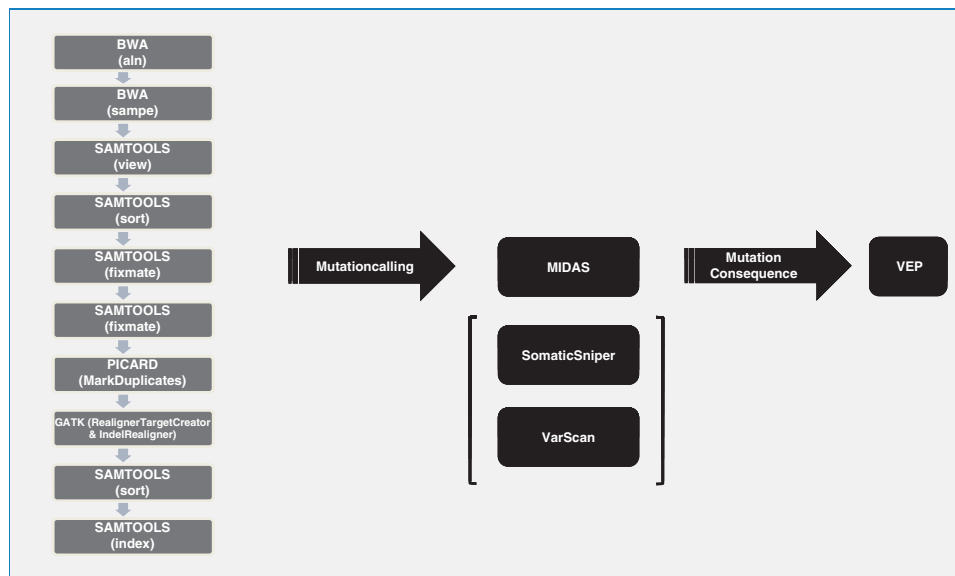 BWA
(aln)
BWA
(sampe)
SAMTOOLS
(view)
SAMTOOLS
(sort)
SAMTOOLS
(fixmate)
SAMTOOLS
(fixmate)
PICARD
(MarkDuplicates)
GATK (RealignerTargetCreator
& IndelRealigner)
SAMTOOLS
(sort)
SAMTOOLS
(index)
Mutationcalling
MIDAS
SomaticSniper
VarScan
Mutation
Consequence
VEP